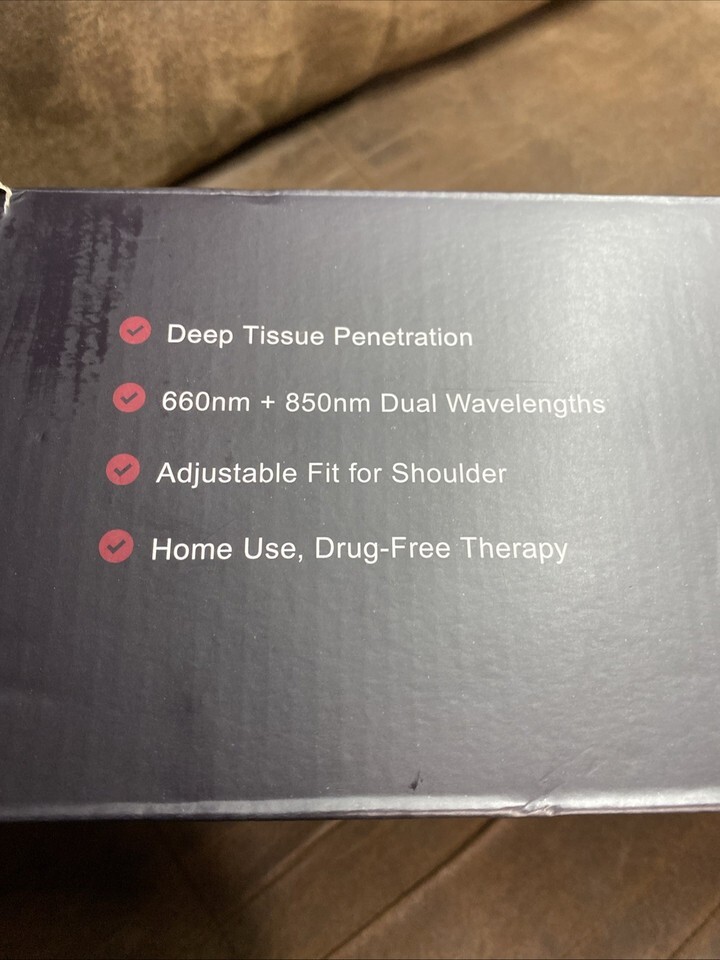 Deep Tissue Penetration
660nm + 850nm Dual Wavelengths
Adjustable Fit for Shoulder
Home Use, Drug-Free Therapy